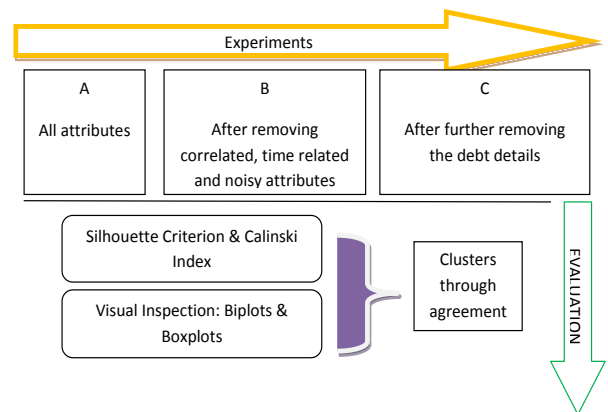 Experiments
A
All attributes
B
After removing
correlated, time related
and noisy attributes
C
After further removing
the debt details
Silhouette Criterion & Calinski
Index
Visual Inspection: Biplots &
Boxplots
Clusters
through
agreement
EVALUATION